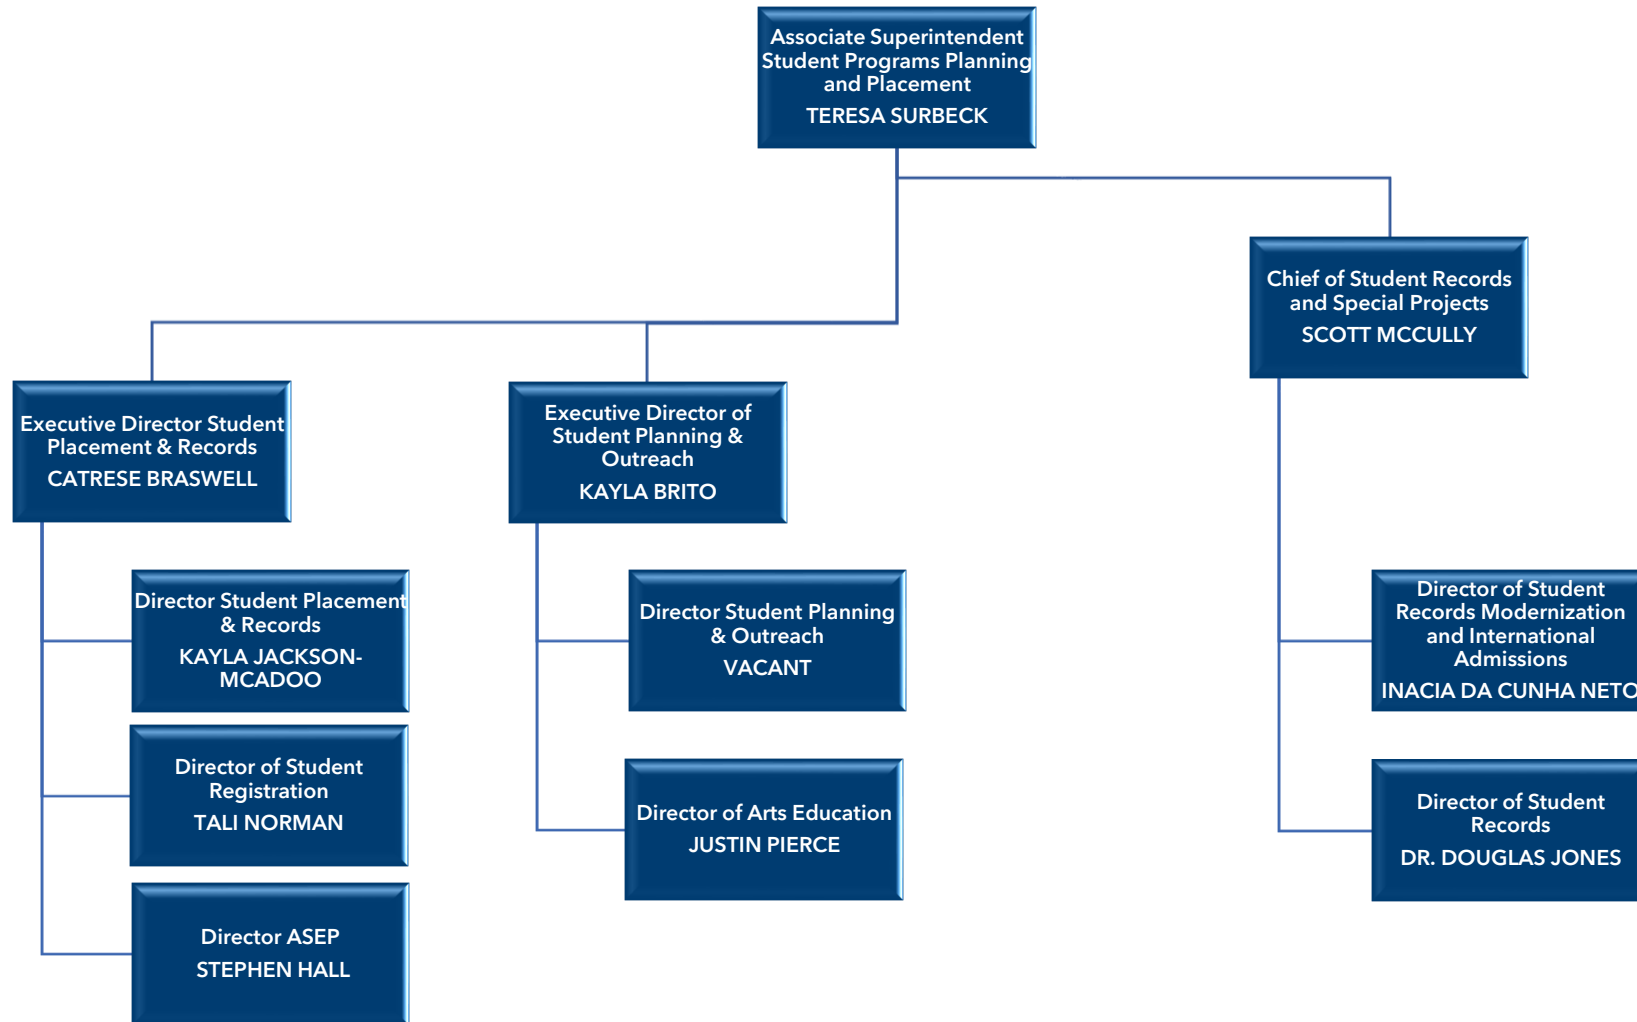 Associate Superintendent
Student Programs Planning
and Placement
TERESA SURBECK
Chief of Student Records
and Special Projects
SCOTT MCCULLY
Executive Director Student
Placement & Records
CATRESE BRASWELL
Executive Director of
Student Planning &
Outreach
KAYLA BRITO
Director Student Placement
& Records
KAYLA JACKSON-
MCADOO
Director Student Planning
& Outreach
VACANT
Director of Student
Records Modernization
and International
Admissions
INACIA DA CUNHA NETO
Director of Student
Registration
TALI NORMAN
Director of Arts Education
JUSTIN PIERCE
Director of Student
Records
DR. DOUGLAS JONES
Director ASEP
STEPHEN HALL